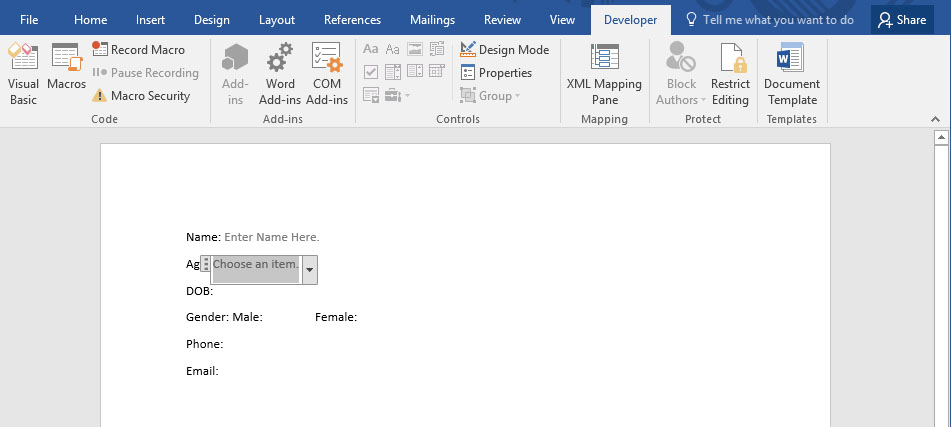 File Home Insert Design Layout References Mailings Review View Developer Tell me what you want to do Share
Visual Basic
Macros
Record Macro
Pause Recording
Macro Security
Code
Add-ins
Word Add-ins
COM Add-ins
Add-ins
Aa Aa
Design Mode
Properties
Group
Controls
XML Mapping Pane
Mapping
Block Authors
Restrict Editing
Protect
Document Template
Templates
Name: Enter Name Here.
Ag Choose an item.
DOB:
Gender: Male: Female:
Phone:
Email: